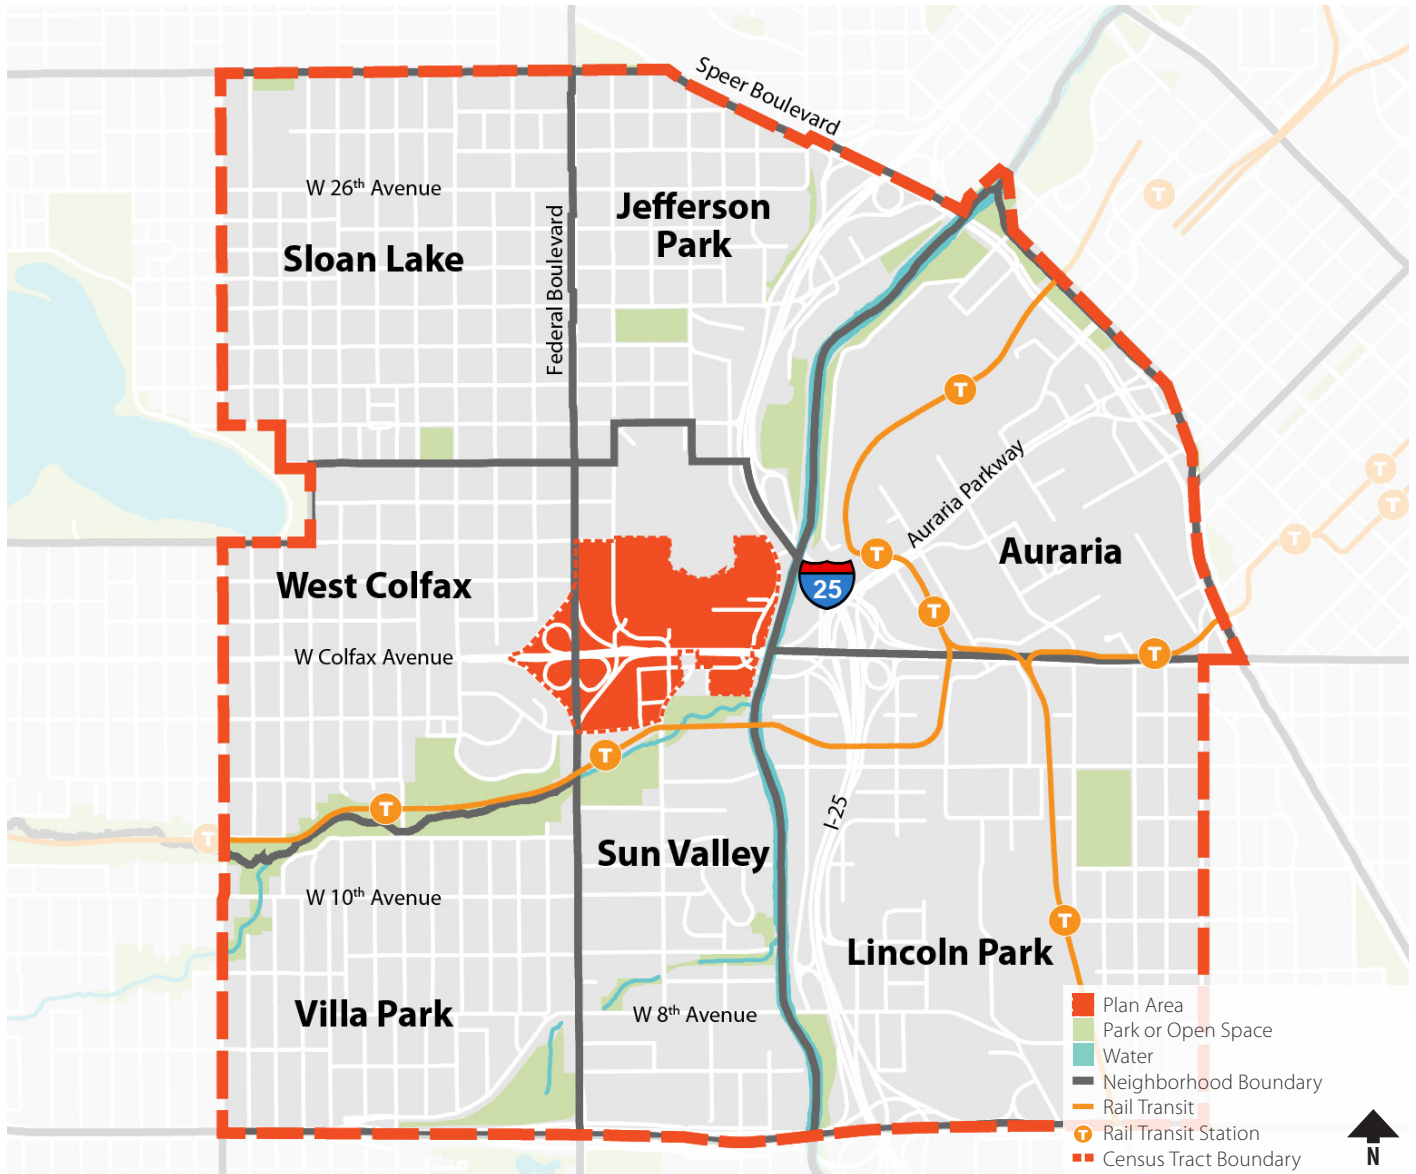 Speer Boulevard
W 26th Avenue
Jefferson
Park
Sloan Lake
Federal Boulevard
T
T
Auraria Parkway
T
T
T
T
Auraria
25
West Colfax
T
W Colfax Avenue
T
T
T
T
I-25
Sun Valley
W 10th Avenue
T
Lincoln Park
Villa Park
W 8th Avenue
Plan Area
Park or Open Space
Water
Neighborhood Boundary
Rail Transit
T Rail Transit Station
Census Tract Boundary
N